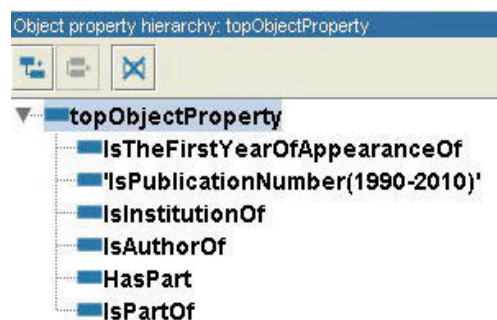 Object property hierarchy: topObjectProperty
topObjectProperty
IsTheFirstYearOfAppearanceOf
'IsPublicationNumber(1990-2010)'
IsInstitutionOf
IsAuthorOf
HasPart
IsPartOf